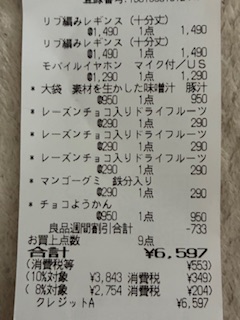 登録番号:
リブ編みレギンス(十分丈)
@1,490 1点 1,490
リブ編みレギンス(十分丈)
@1,490 1点 1,490
モバイルイヤホン マイク付/US
@1,290 1点 1,290
* 大袋 素材を生かした味噌汁 豚汁
@950 1点 950
* レーズンチョコ入りドライフルーツ
@290 1点 290
* レーズンチョコ入りドライフルーツ
@290 1点 290
* レーズンチョコ入りドライフルーツ
@290 1点 290
* マンゴーグミ 鉄分入り
@290 1点 290
* チョコようかん
@950 1点 950
良品週間割引合計 -733
お買上点数 9点
合計 ¥6,597
(消費税等 ¥553)
(10%対象 ¥3,843 消費税 ¥349)
( 8%対象 ¥2,754 消費税 ¥204)
クレジットA ¥6,597